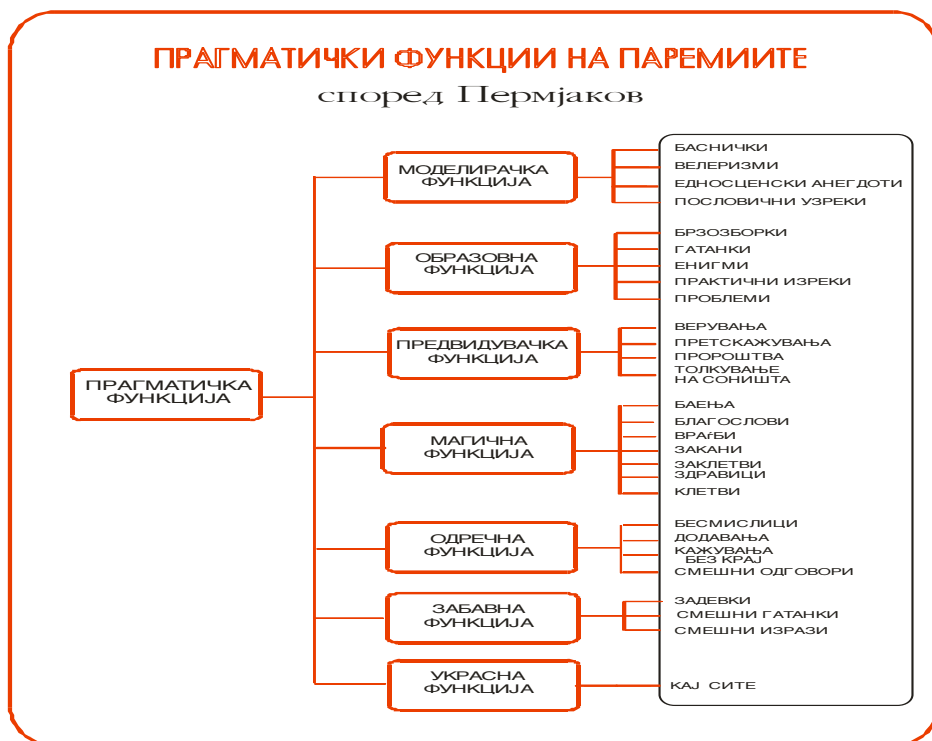 ПРАГМАТИЧКИ ФУНКЦИИ НА ПАРЕМИИТЕ
според Пермјаков
ПРАГМАТИЧКА
ФУНКЦИЈА
МОДЕЛИРАЧКА
ФУНКЦИЈА
БАСНИЧКИ
ВЕЛЕРИЗМИ
ЕДНОСЦЕНСКИ АНЕГДОТИ
ПОСЛОВИЧНИ УЗРЕКИ
ОБРАЗОВНА
ФУНКЦИЈА
БРЗОЗБОРКИ
ГАТАНКИ
ЕНИГМИ
ПРАКТИЧНИ ИЗРЕКИ
ПРОБЛЕМИ
ПРЕДВИДУВАЧКА
ФУНКЦИЈА
ВЕРУВАЊА
ПРЕТСКАЖУВАЊА
ПРОРОШТВА
ТОЛКУВАЊЕ
НА СОНИШТА
МАГИЧНА
ФУНКЦИЈА
БАЕЊА
БЛАГОСЛОВИ
ВРАѓБИ
ЗАКАНИ
ЗАКЛЕТВИ
ЗДРАВИЦИ
КЛЕТВИ
ОДРЕЧНА
ФУНКЦИЈА
БЕСМИСЛИЦИ
ДОДАВАЊА
КАЖУВАЊА
БЕЗ КРАЈ
СМЕШНИ ОДГОВОРИ
ЗАБАВНА
ФУНКЦИЈА
ЗАДЕВКИ
СМЕШНИ ГАТАНКИ
СМЕШНИ ИЗРАЗИ
УКРАСНА
ФУНКЦИЈА
КАЈ СИТЕ